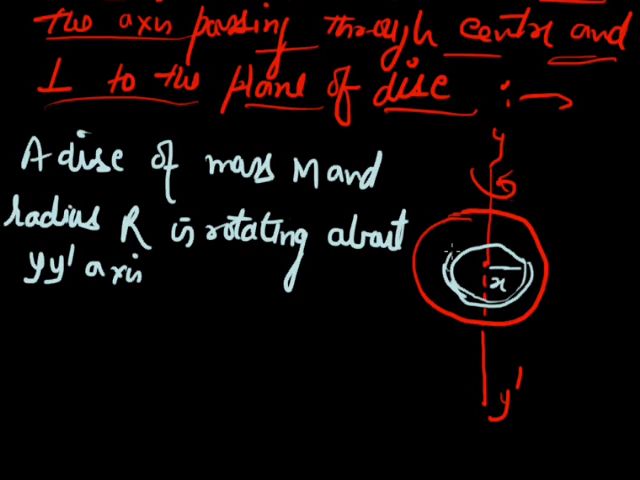 the axis passing through centre and
⊥ to the plane of disc :→
A disc of mass M and
radius R is rotating about
yy' axis
y
x
y'